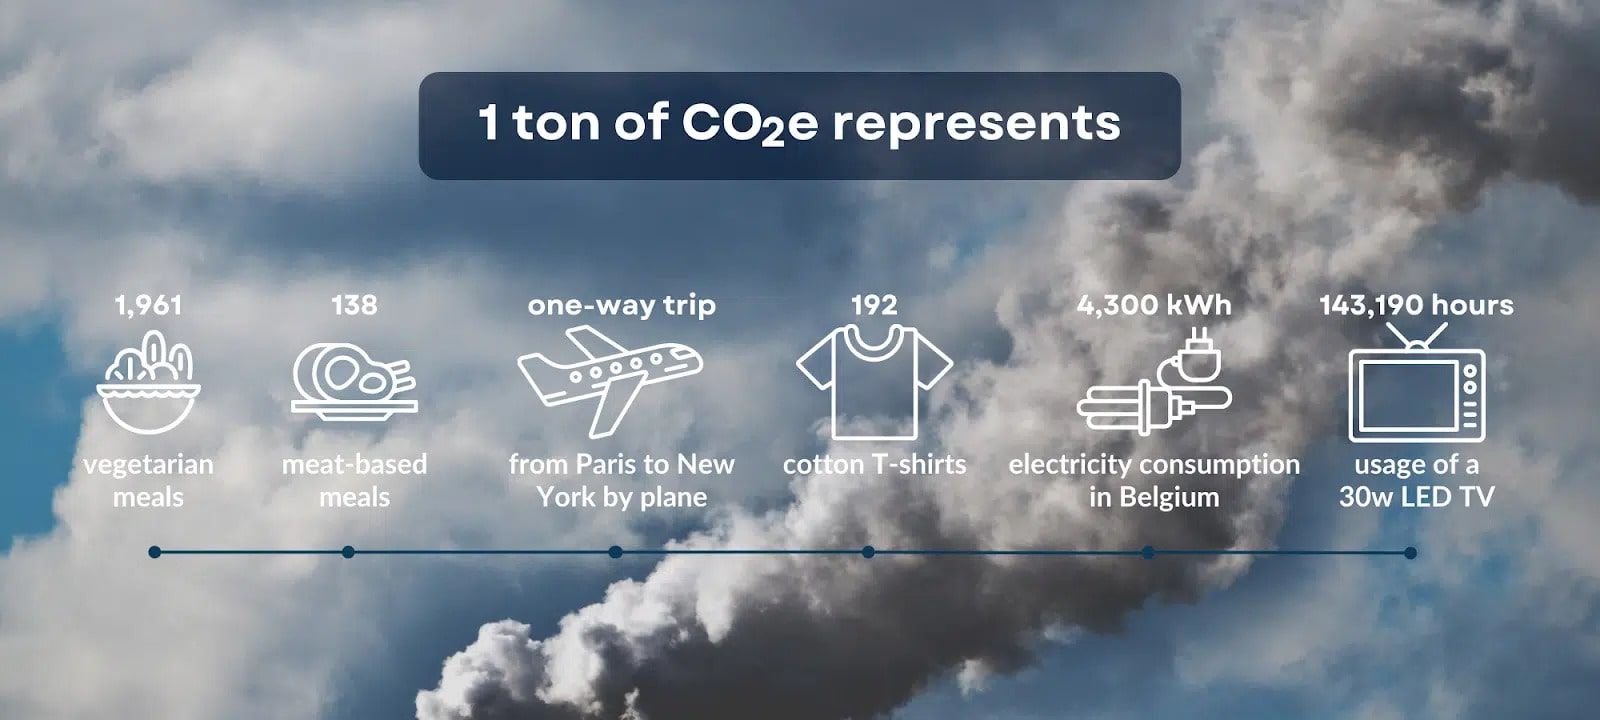 1 ton of CO₂e represents
1,961
vegetarian
meals
138
meat-based
meals
one-way trip
from Paris to New
York by plane
192
cotton T-shirts
4,300 kWh
electricity consumption
in Belgium
143,190 hours
usage of a
30w LED TV